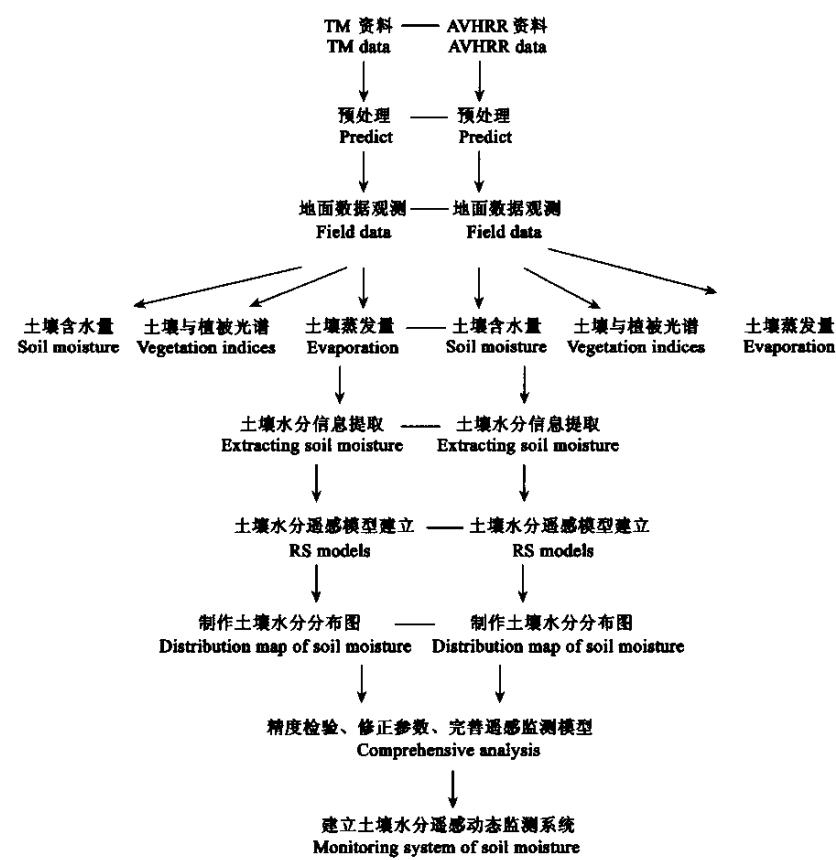 TM 资料 AVHRR 资料
TM data AVHRR data
预处理 预处理
Predict Predict
地面数据观测 地面数据观测
Field data Field data
土壤含水量 土壤与植被光谱 土壤蒸发量 土壤含水量 土壤与植被光谱 土壤蒸发量
Soil moisture Vegetation indices Evaporation Soil moisture Vegetation indices Evaporation
土壤水分信息提取 土壤水分信息提取
Extracting soil moisture Extracting soil moisture
土壤水分遥感模型建立 土壤水分遥感模型建立
RS models RS models
制作土壤水分分布图 制作土壤水分分布图
Distribution map of soil moisture Distribution map of soil moisture
精度检验、修正参数、完善遥感监测模型
Comprehensive analysis
建立土壤水分遥感动态监测系统
Monitoring system of soil moisture